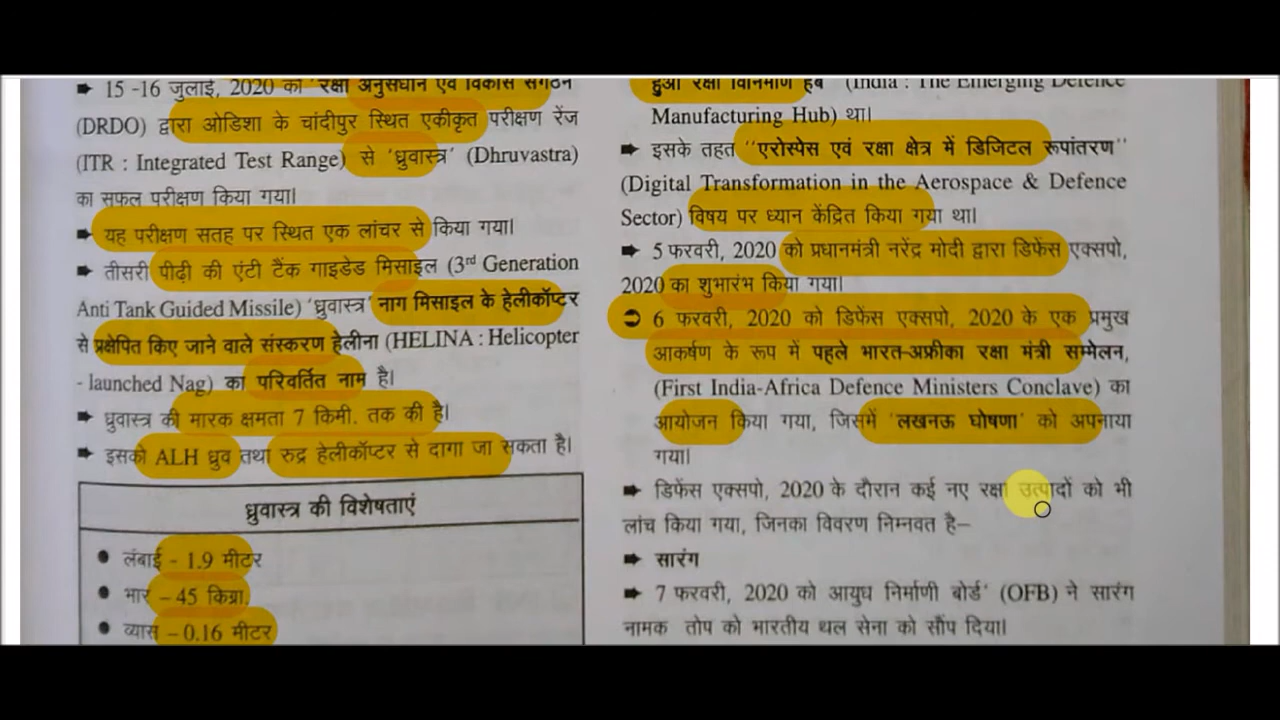 ➡ 15 -16 जुलाई, 2020 को 'रक्षा अनुसंधान एवं विकास संगठन
(DRDO) द्वारा ओडिशा के चांदीपुर स्थित एकीकृत परीक्षण रेंज
(ITR : Integrated Test Range) से 'ध्रुवास्त्र' (Dhruvastra)
का सफल परीक्षण किया गया।
➡ यह परीक्षण सतह पर स्थित एक लांचर से किया गया।
➡ तीसरी पीढ़ी की एंटी टैंक गाइडेड मिसाइल (3rd Generation
Anti Tank Guided Missile) 'ध्रुवास्त्र' नाग मिसाइल के हेलीकॉप्टर
से प्रक्षेपित किए जाने वाले संस्करण हेलीना (HELINA : Helicopter
- launched Nag) का परिवर्तित नाम है।
➡ ध्रुवास्त्र की मारक क्षमता 7 किमी. तक की है।
➡ इसको ALH ध्रुव तथा रुद्र हेलीकॉप्टर से दागा जा सकता है।
ध्रुवास्त्र की विशेषताएं
● लंबाई - 1.9 मीटर
● भार - 45 किग्रा.
● व्यास - 0.16 मीटर
हुआ रक्षा विनिर्माण हब (India : The Emerging Defence
Manufacturing Hub) था।
➡ इसके तहत "एरोस्पेस एवं रक्षा क्षेत्र में डिजिटल रूपांतरण"
(Digital Transformation in the Aerospace & Defence
Sector) विषय पर ध्यान केंद्रित किया गया था।
➡ 5 फरवरी, 2020 को प्रधानमंत्री नरेंद्र मोदी द्वारा डिफेंस एक्सपो,
2020 का शुभारंभ किया गया।
➲ 6 फरवरी, 2020 को डिफेंस एक्सपो, 2020 के एक प्रमुख
आकर्षण के रूप में पहले भारत-अफ्रीका रक्षा मंत्री सम्मेलन,
(First India-Africa Defence Ministers Conclave) का
आयोजन किया गया, जिसमें 'लखनऊ घोषणा' को अपनाया
गया।
➡ डिफेंस एक्सपो, 2020 के दौरान कई नए रक्षा उत्पादों को भी
लांच किया गया, जिनका विवरण निम्नवत है–
➡ सारंग
➡ 7 फरवरी, 2020 को आयुध निर्माणी बोर्ड' (OFB) ने सारंग
नामक तोप को भारतीय थल सेना को सौंप दिया।